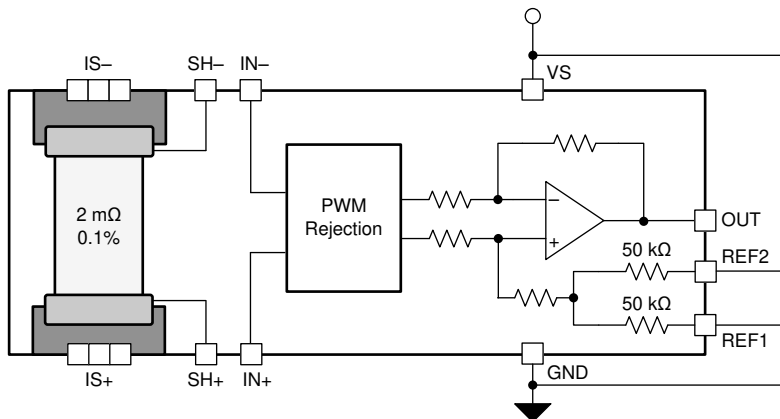 IS–
SH–
IN–
VS
2 mΩ
0.1%
PWM
Rejection
–
+
OUT
50 kΩ
REF2
50 kΩ
REF1
IS+
SH+
IN+
GND